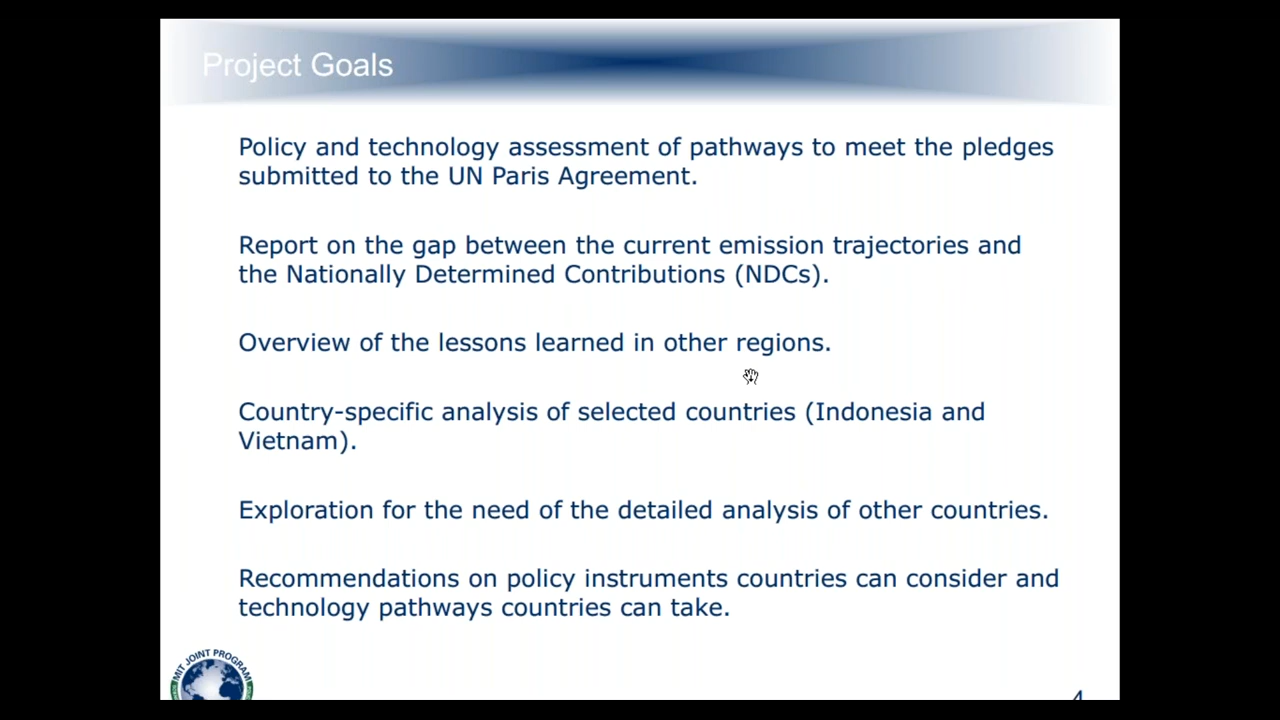 Project Goals
Policy and technology assessment of pathways to meet the pledges
submitted to the UN Paris Agreement.
Report on the gap between the current emission trajectories and
the Nationally Determined Contributions (NDCs).
Overview of the lessons learned in other regions.
Country-specific analysis of selected countries (Indonesia and
Vietnam).
Exploration for the need of the detailed analysis of other countries.
Recommendations on policy instruments countries can consider and
technology pathways countries can take.
MIT JOINT PROGRAM
4